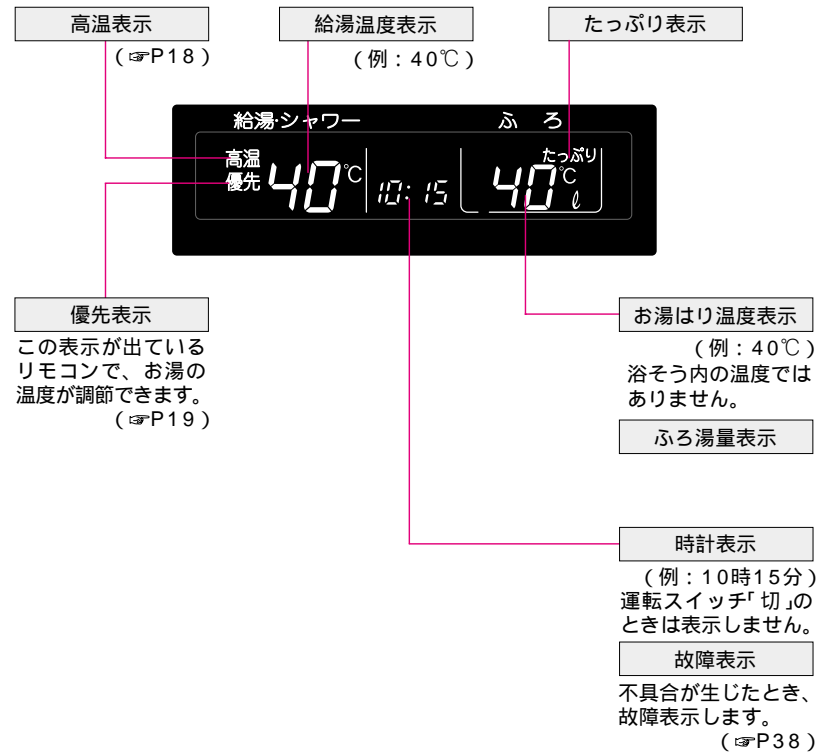 高温表示
(☞P18)
給湯温度表示
(例:40℃)
たっぷり表示
給湯·シャワー
ふろ
高温
優先
40℃
10:15
たっぷり
40℃
ℓ
優先表示
この表示が出ている
リモコンで、お湯の
温度が調節できます。
(☞P19)
お湯はり温度表示
(例:40℃)
浴そう内の温度では
ありません。
ふろ湯量表示
時計表示
(例:10時15分)
運転スイッチ「切」の
ときは表示しません。
故障表示
不具合が生じたとき、
故障表示します。
(☞P38)